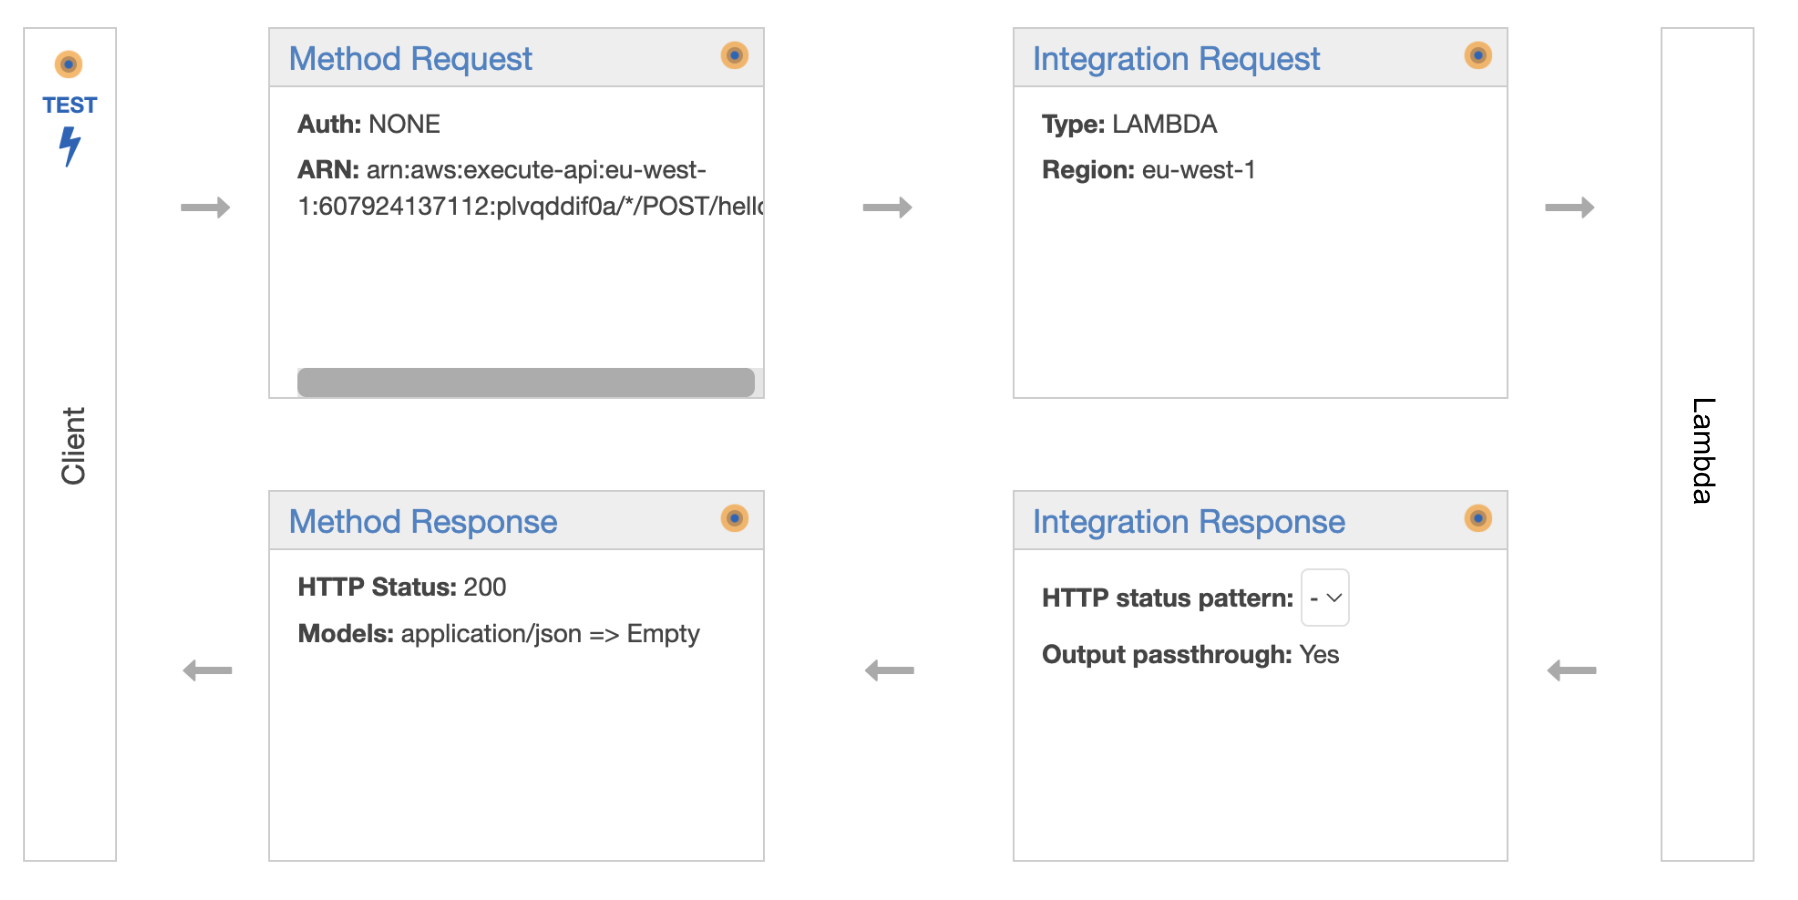 TEST
Client
Method Request
Auth: NONE
ARN: arn:aws:execute-api:eu-west-
1:607924137112:plvqddif0a/*/POST/hello
Integration Request
Type: LAMBDA
Region: eu-west-1
Lambda
Method Response
HTTP Status: 200
Models: application/json => Empty
Integration Response
HTTP status pattern: -
Output passthrough: Yes